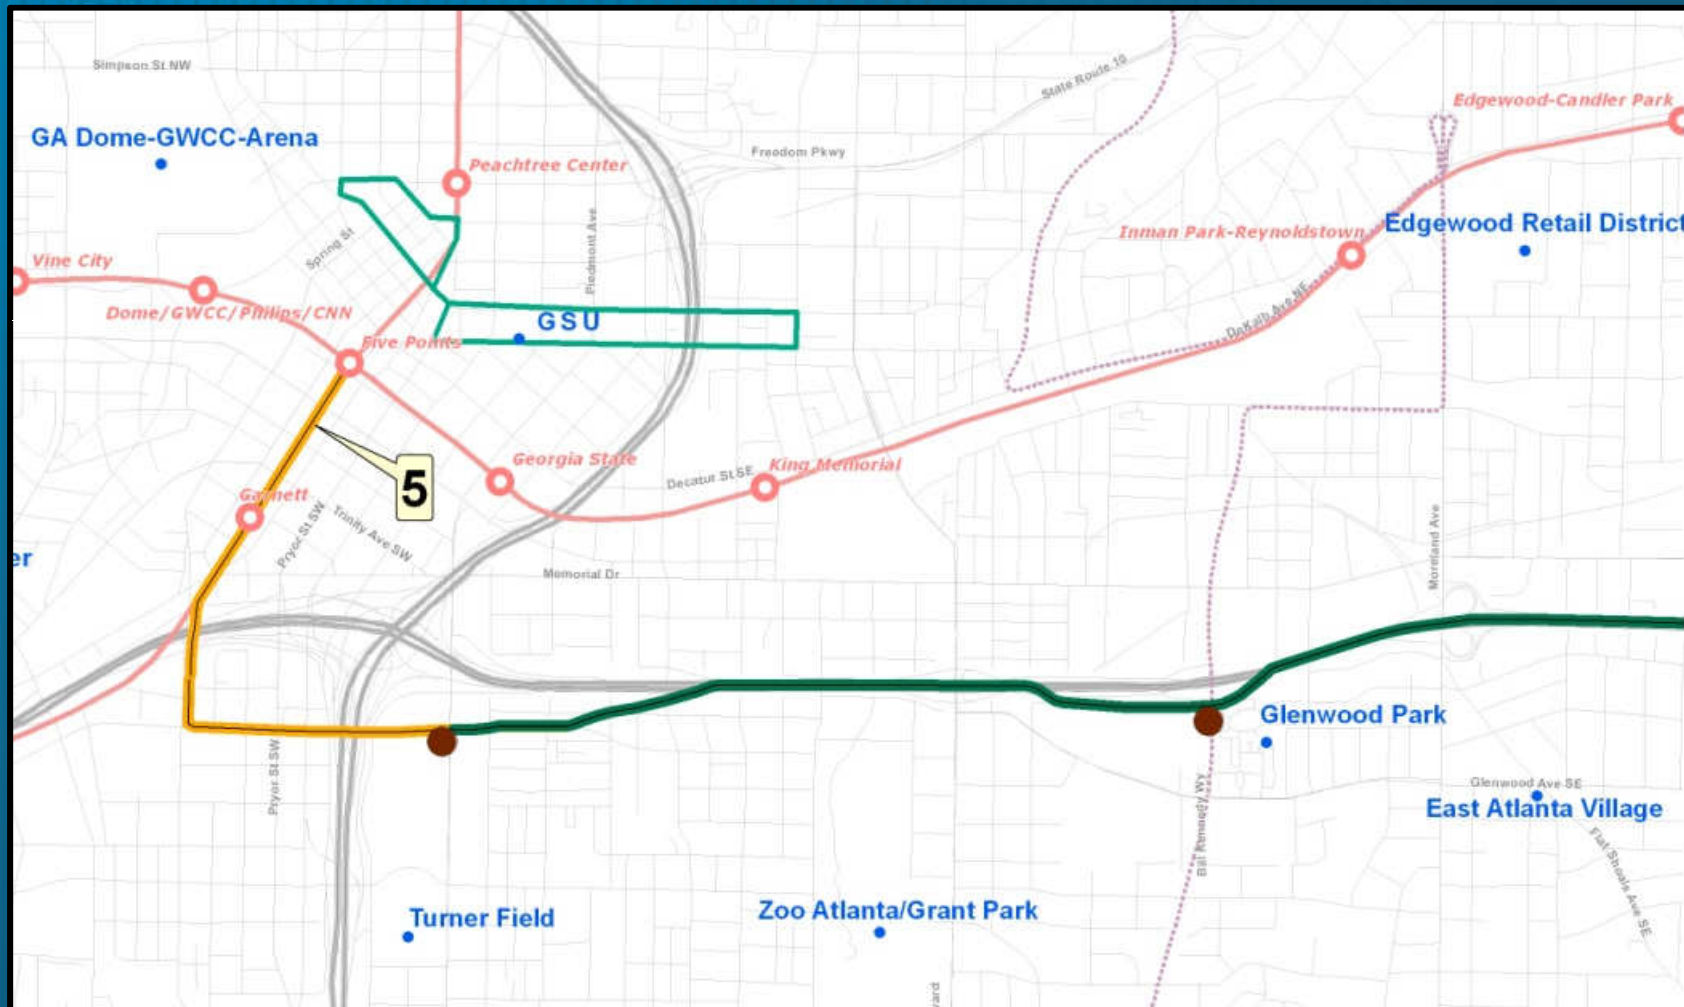 Simpson St NW
State Route 10
Edgewood-Candler Park
GA Dome-GWCC-Arena
Freedom Pkwy
Peachtree Center
Piedmont Ave
Spring St
Inman Park-Reynoldstown
Edgewood Retail District
Vine City
Dome/GWCC/Philips/CNN
GSU
DeKalb Ave NE
Five Points
Georgia State
Decatur St SE
King Memorial
5
Garnett
Pryor St SW
Trinity Ave SW
Moreland Ave
er
Memorial Dr
Glenwood Park
Pryor St SW
Bill Kennedy Wy
Glenwood Ave SE
East Atlanta Village
Flat Shoals Ave SE
Turner Field
Zoo Atlanta/Grant Park
vard